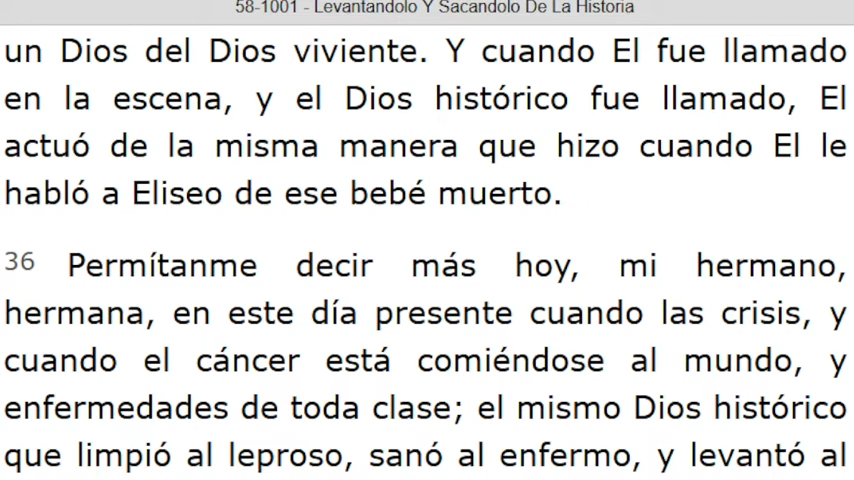 58-1001 - Levantandolo Y Sacandolo De La Historia
un Dios del Dios viviente. Y cuando El fue llamado
en la escena, y el Dios histórico fue llamado, El
actuó de la misma manera que hizo cuando El le
habló a Eliseo de ese bebé muerto.
36 Permítanme decir más hoy, mi hermano,
hermana, en este día presente cuando las crisis, y
cuando el cáncer está comiéndose al mundo, y
enfermedades de toda clase; el mismo Dios histórico
que limpió al leproso, sanó al enfermo, y levantó al